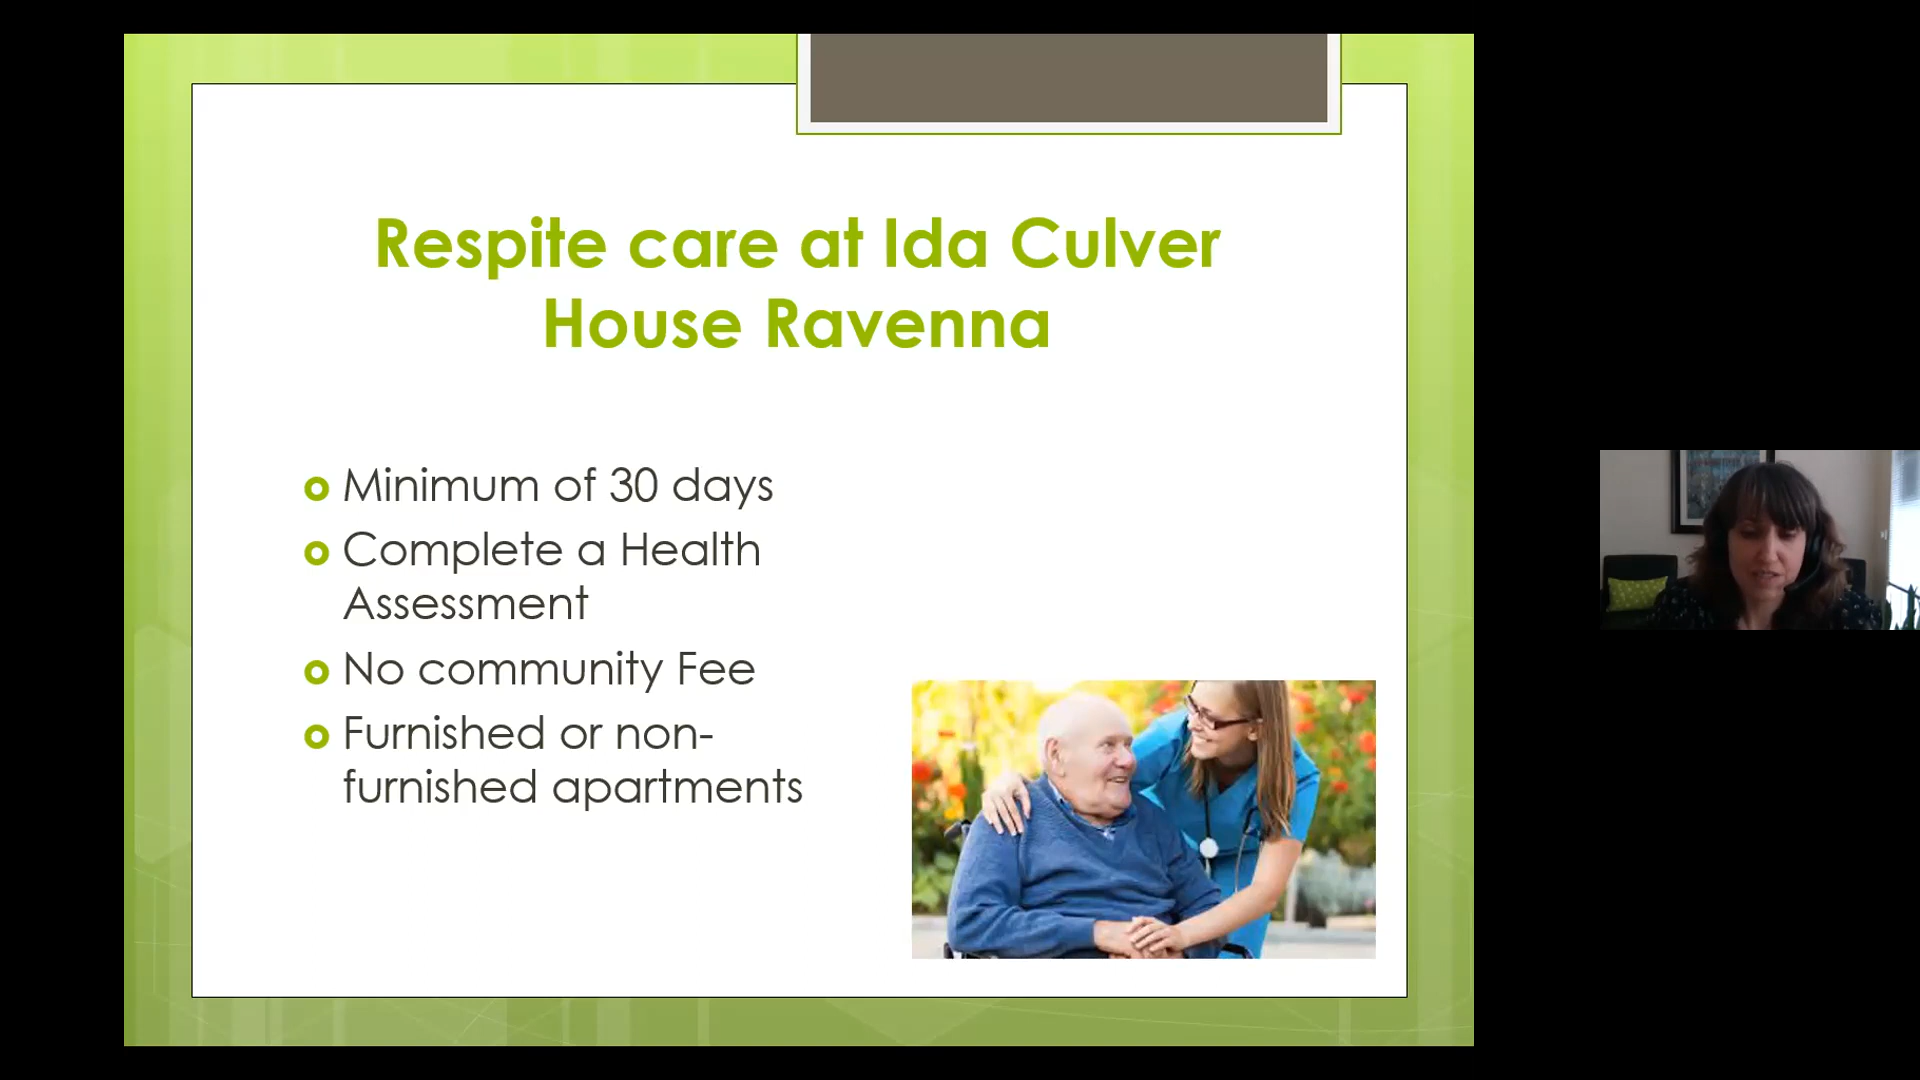 Respite care at Ida Culver
House Ravenna
Minimum of 30 days
Complete a Health
Assessment
No community Fee
Furnished or non-
furnished apartments